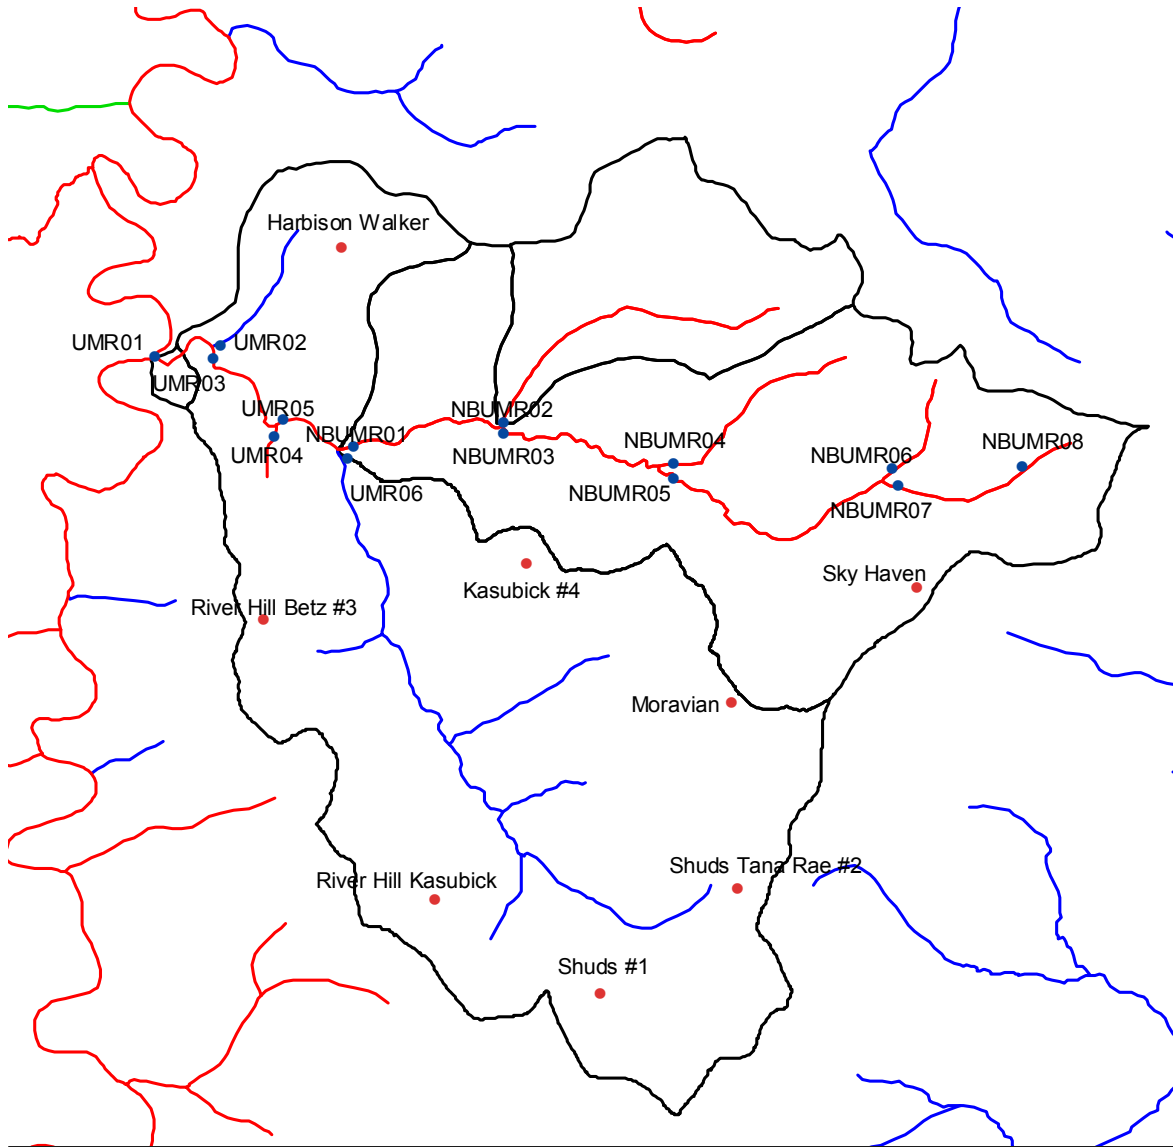 Harbison Walker
UMR01
UMR02
UMR03
UMR05
NBUMR02
NBUMR01
UMR04
NBUMR03
NBUMR04
NBUMR06
NBUMR08
UMR06
NBUMR05
NBUMR07
Sky Haven
Kasubick #4
River Hill Betz #3
Moravian
Shuds Tana Rae #2
River Hill Kasubick
Shuds #1